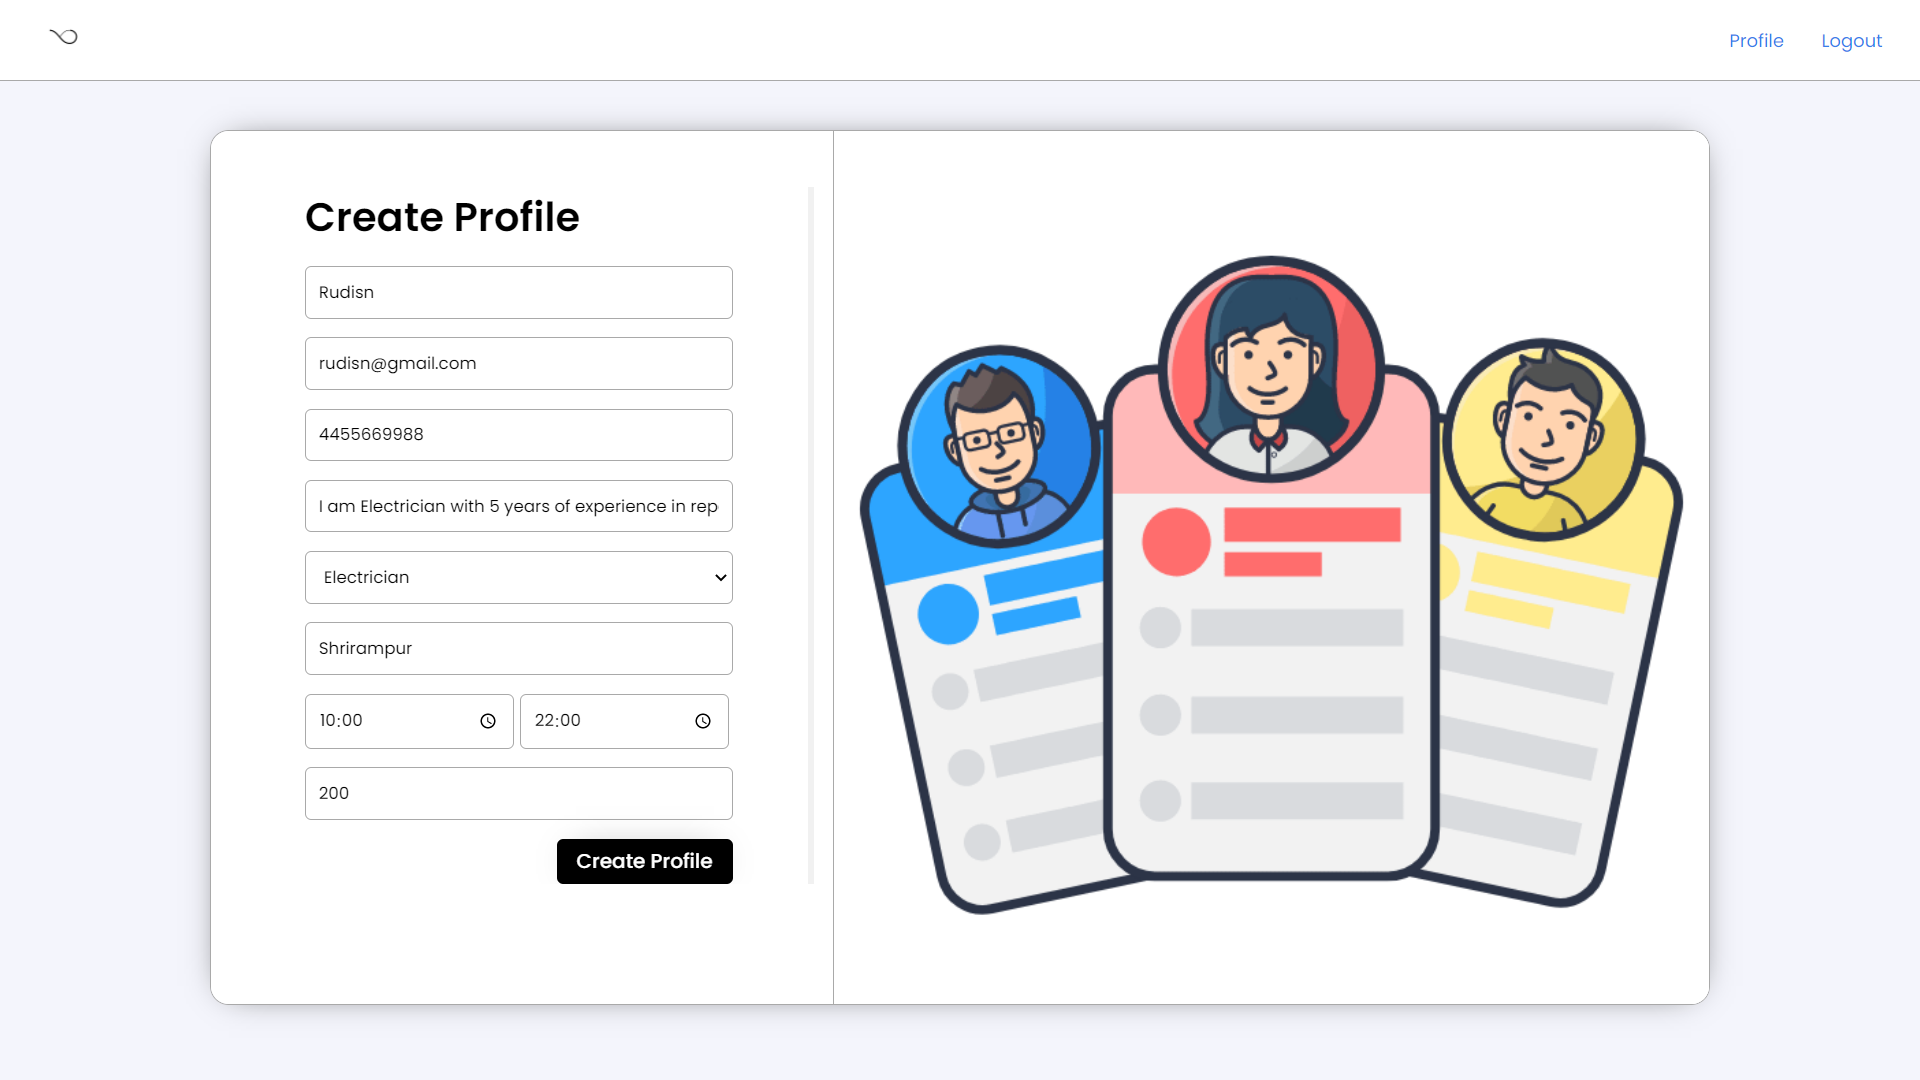 Profile Logout
Create Profile
Rudisn
rudisn@gmail.com
4455669988
I am Electrician with 5 years of experience in rep
Electrician
Shrirampur
10:00 22:00
200
Create Profile